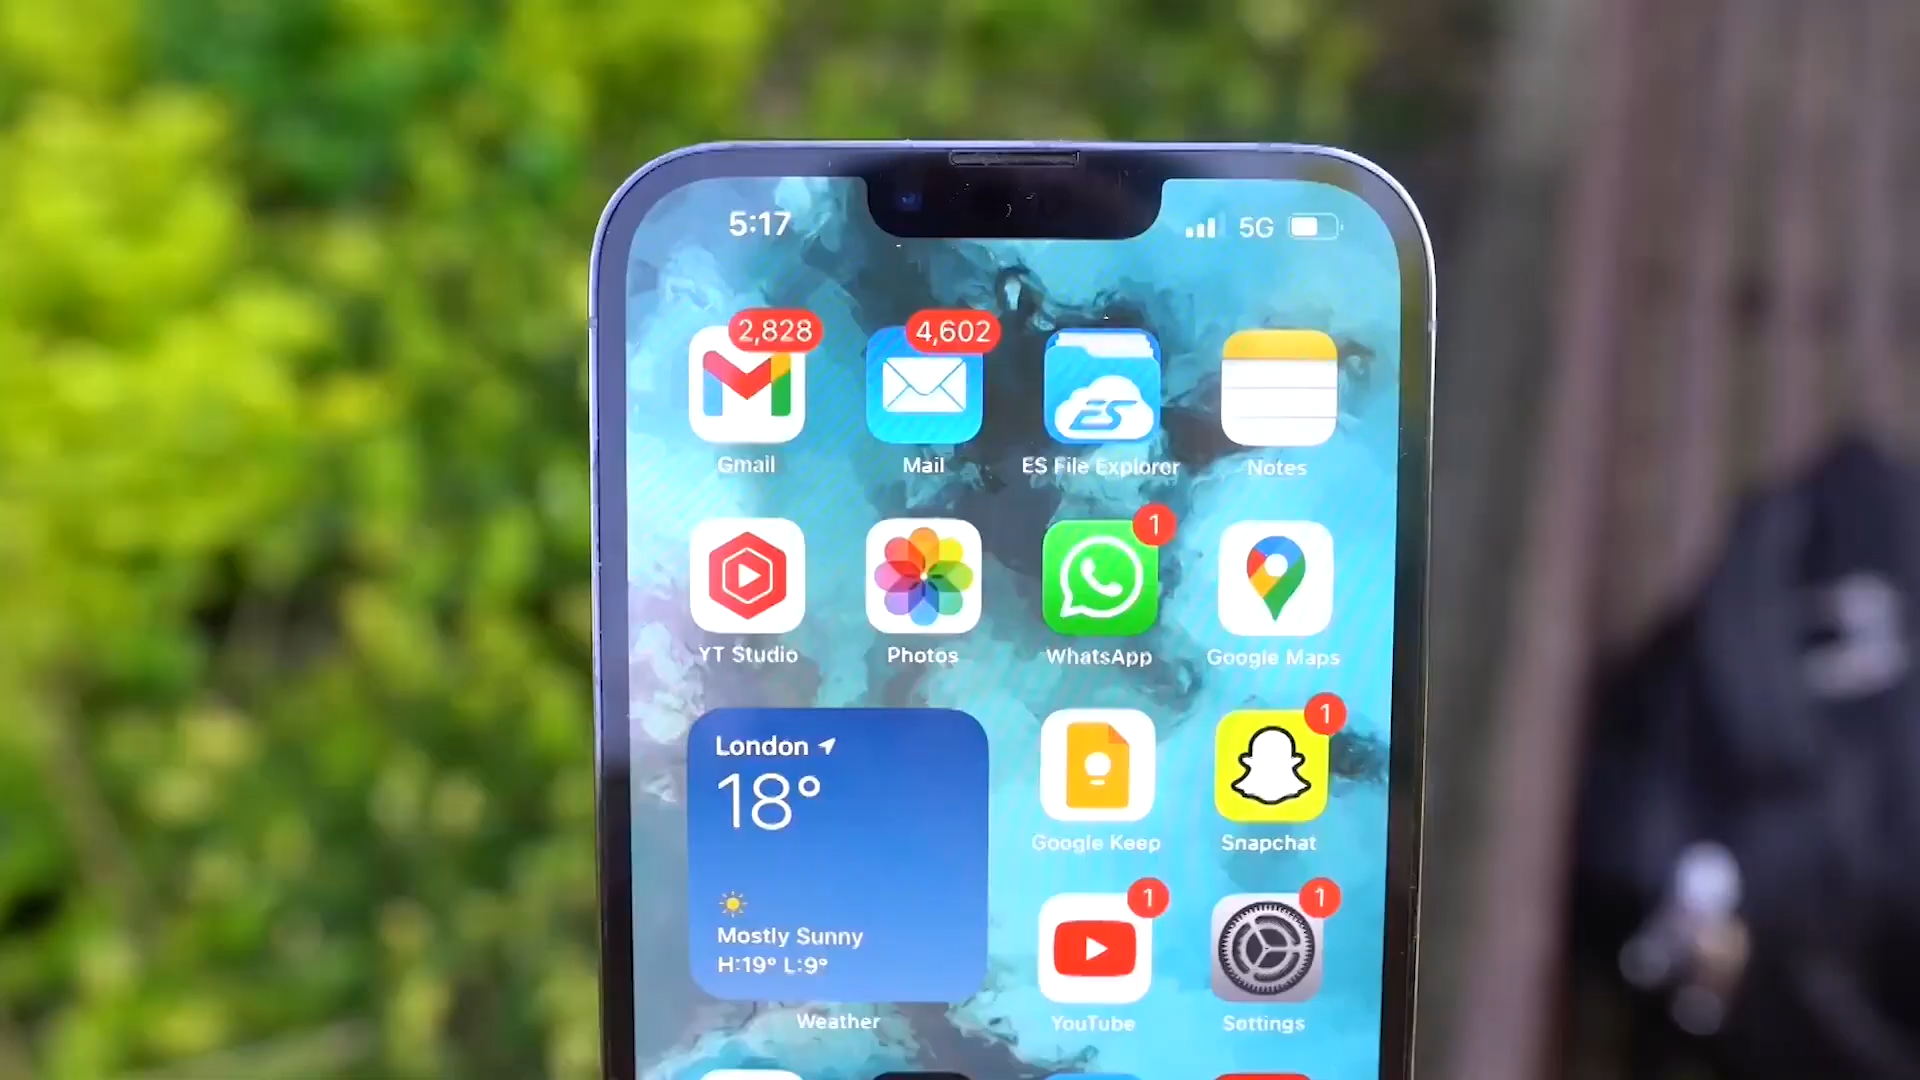 5:17
5G
2,828
4,602
ES
Gmail
Mail
ES File Explorer
Notes
1
YT Studio
Photos
WhatsApp
Google Maps
London
18°
Mostly Sunny
H:19° L:9°
Weather
1
Google Keep
Snapchat
1
1
YouTube
Settings